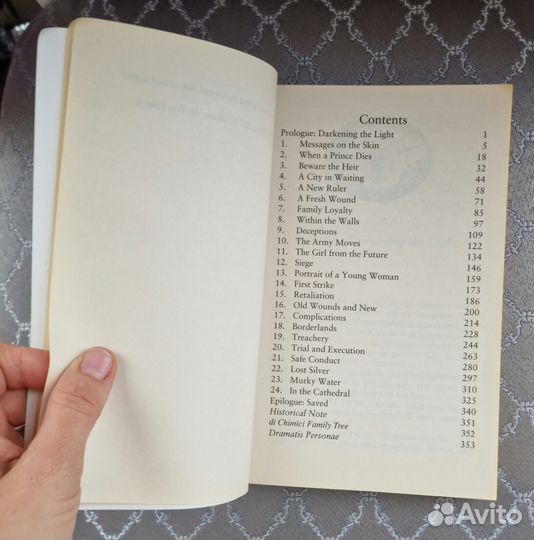 Contents
Prologue: Darkening the Light 1
1. Messages on the Skin 5
2. When a Prince Dies 18
3. Beware the Heir 32
4. A City in Waiting 44
5. A New Ruler 58
6. A Fresh Wound 71
7. Family Loyalty 85
8. Within the Walls 97
9. Deceptions 109
10. The Army Moves 122
11. The Girl from the Future 134
12. Siege 146
13. Portrait of a Young Woman 159
14. First Strike 173
15. Retaliation 186
16. Old Wounds and New 200
17. Complications 214
18. Borderlands 228
19. Treachery 244
20. Trial and Execution 263
21. Safe Conduct 280
22. Lost Silver 297
23. Murky Water 310
24. In the Cathedral 325
Epilogue: Saved 340
Historical Note 351
di Chimici Family Tree 352
Dramatis Personae 353
Avito